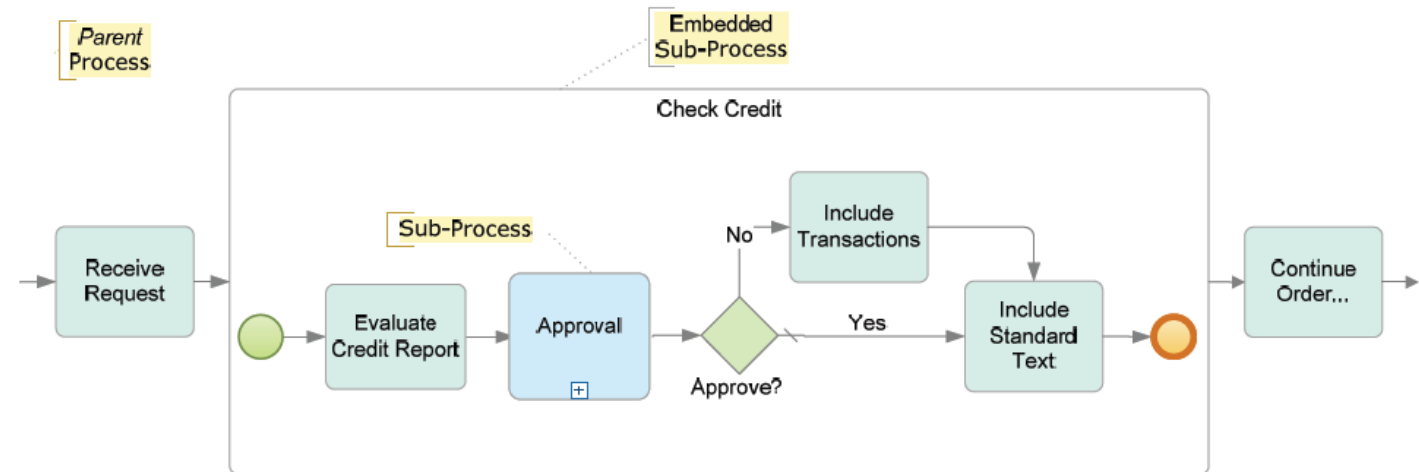 Parent
Process
Embedded
Sub-Process
Check Credit
Receive
Request
Sub-Process
Evaluate
Credit Report
Approval
Approve?
No
Yes
Include
Transactions
Include
Standard
Text
Continue
Order...